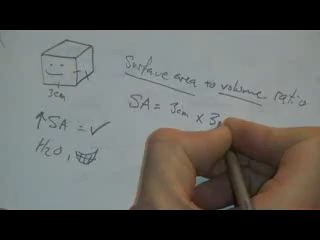 Surface area to volume ratio
3cm
SA = 3cm x 3
↑SA = ✓
H2O,